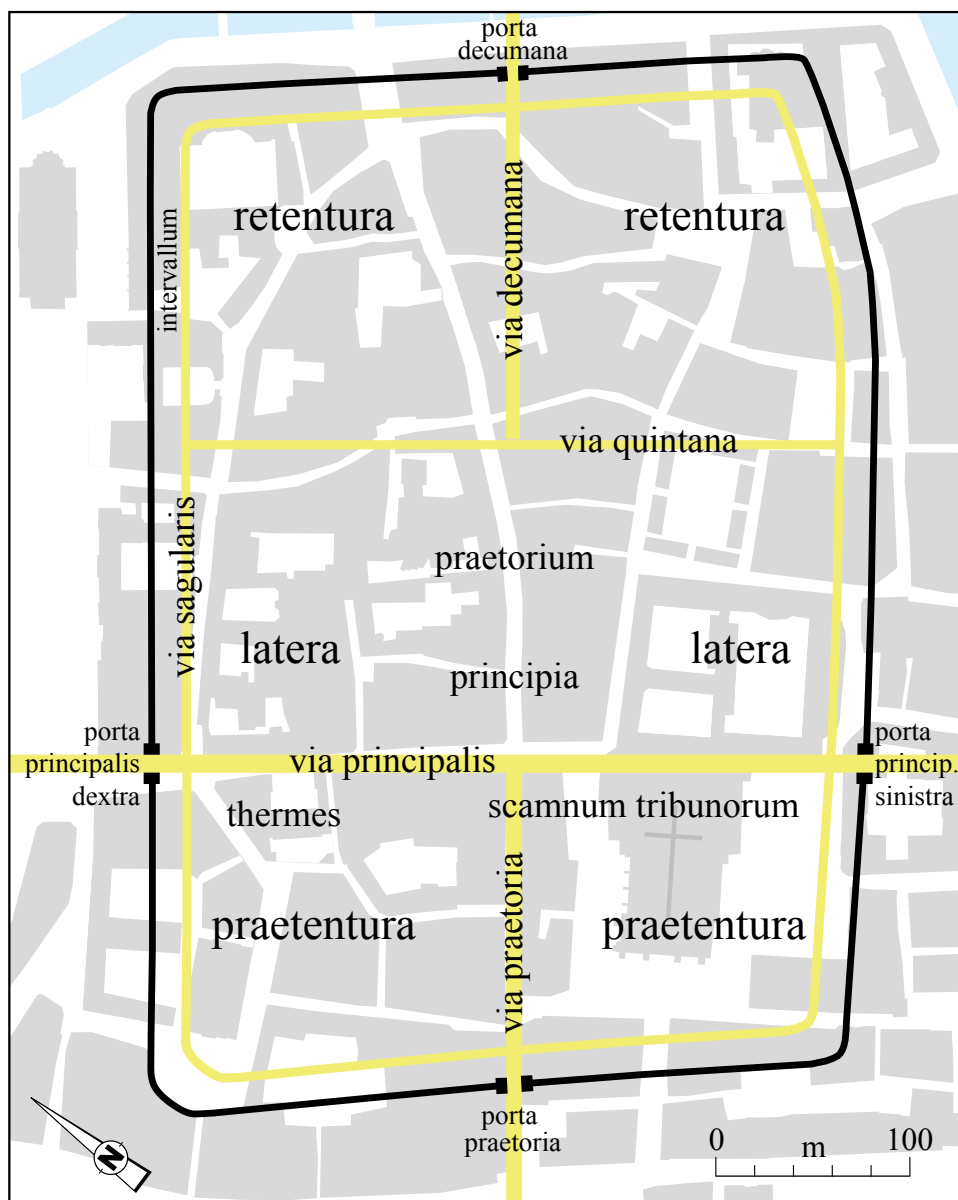 porta
decumana
retentura
retentura
intervallum
via decumana
via quintana
praetorium
via sagularis
latera
latera
principia
porta
principalis
dextra
via principalis
porta
princip.
sinistra
thermes
scamnum tribunorum
praetentura
praetentura
via praetoria
porta
praetoria
N
0 m 100